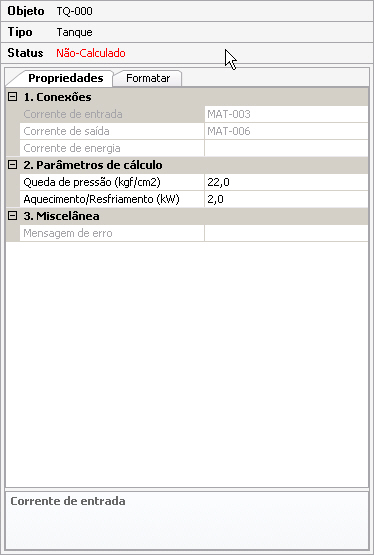 Objeto TQ-000
Tipo Tanque
Status Não-Calculado
Propriedades Formatar
1. Conexões
Corrente de entrada MAT-003
Corrente de saída MAT-006
Corrente de energia
2. Parâmetros de cálculo
Queda de pressão (kgf/cm2) 22,0
Aquecimento/Resfriamento (kW) 2,0
3. Miscelânea
Mensagem de erro
Corrente de entrada